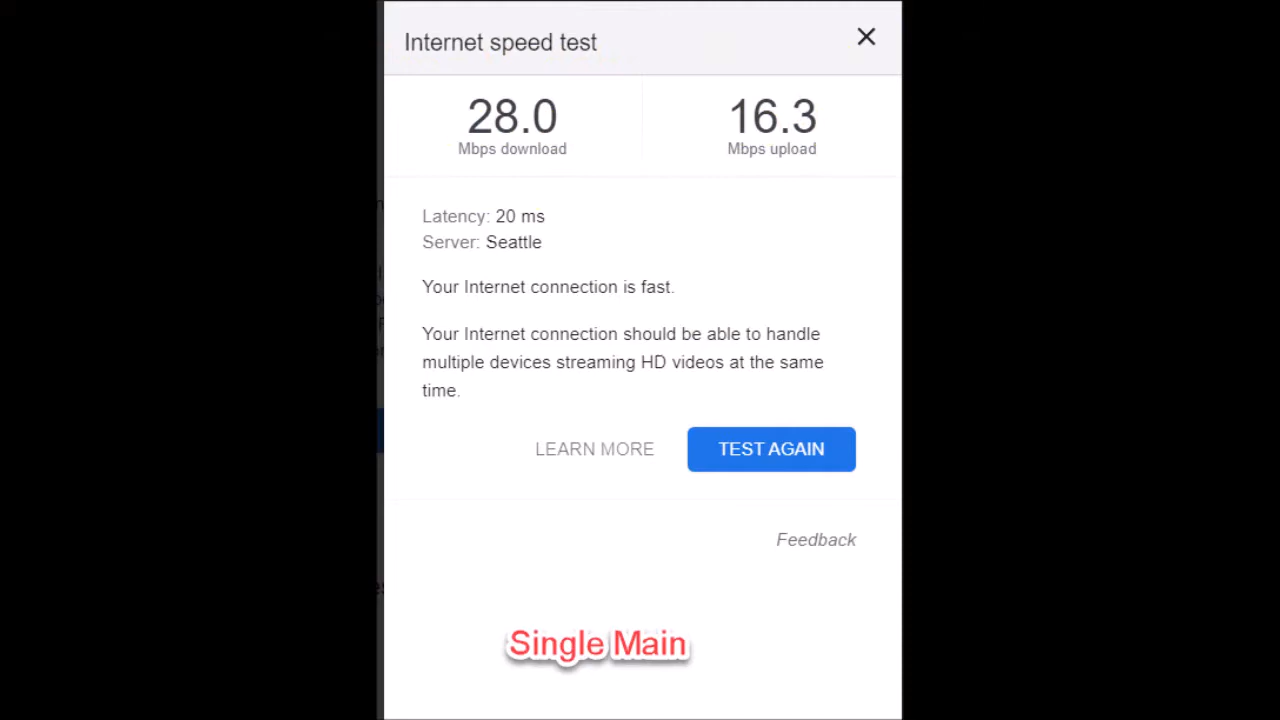 Internet speed test
28.0
Mbps download
16.3
Mbps upload
Latency: 20 ms
Server: Seattle
Your Internet connection is fast.
Your Internet connection should be able to handle
multiple devices streaming HD videos at the same
time.
LEARN MORE
TEST AGAIN
Feedback
Single Main